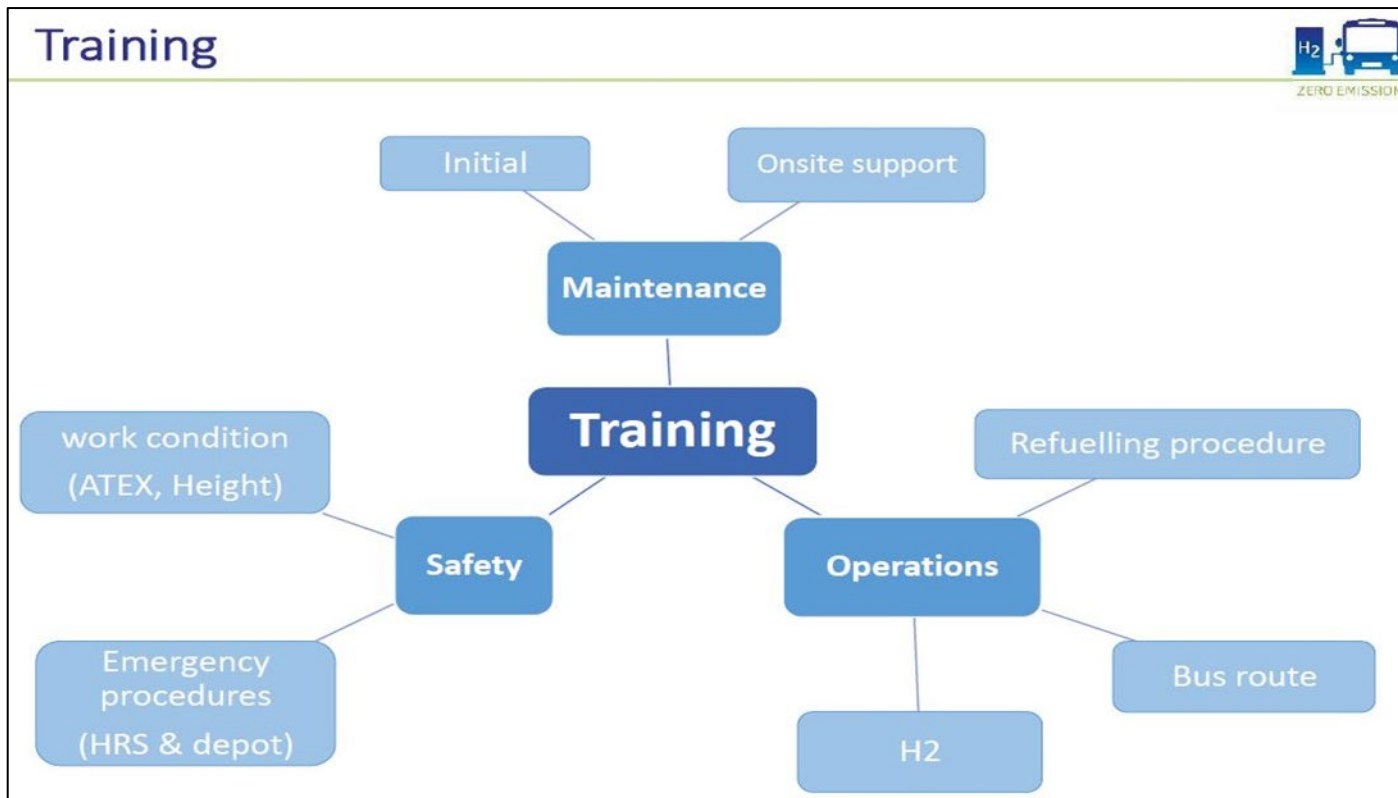 Training
H2
ZERO EMISSION
Initial
Onsite support
Maintenance
Training
work condition
(ATEX, Height)
Refuelling procedure
Safety
Operations
Emergency
procedures
(HRS & depot)
Bus route
H2